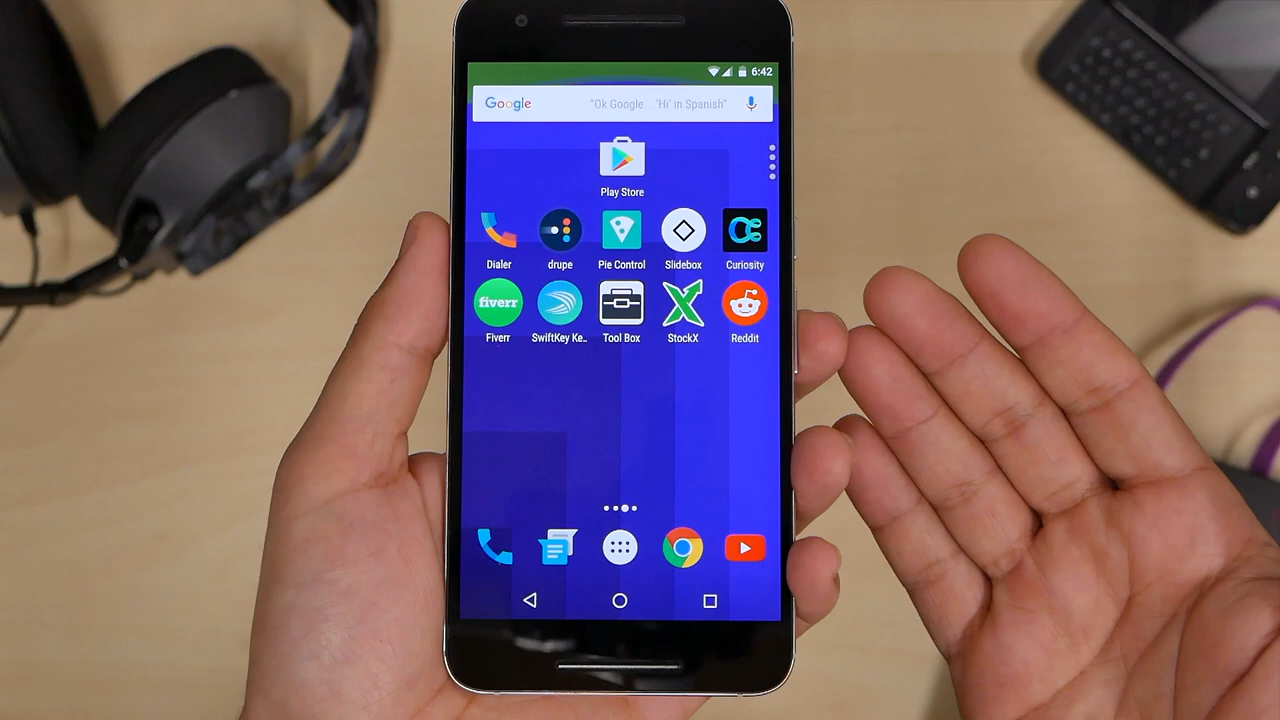 6:42
Google "Ok Google... 'Hi' in Spanish"
Play Store
Dialer drupe Pie Control Slidebox Curiosity
fiverr
Fiverr SwiftKey Ke.. Tool Box StockX Reddit